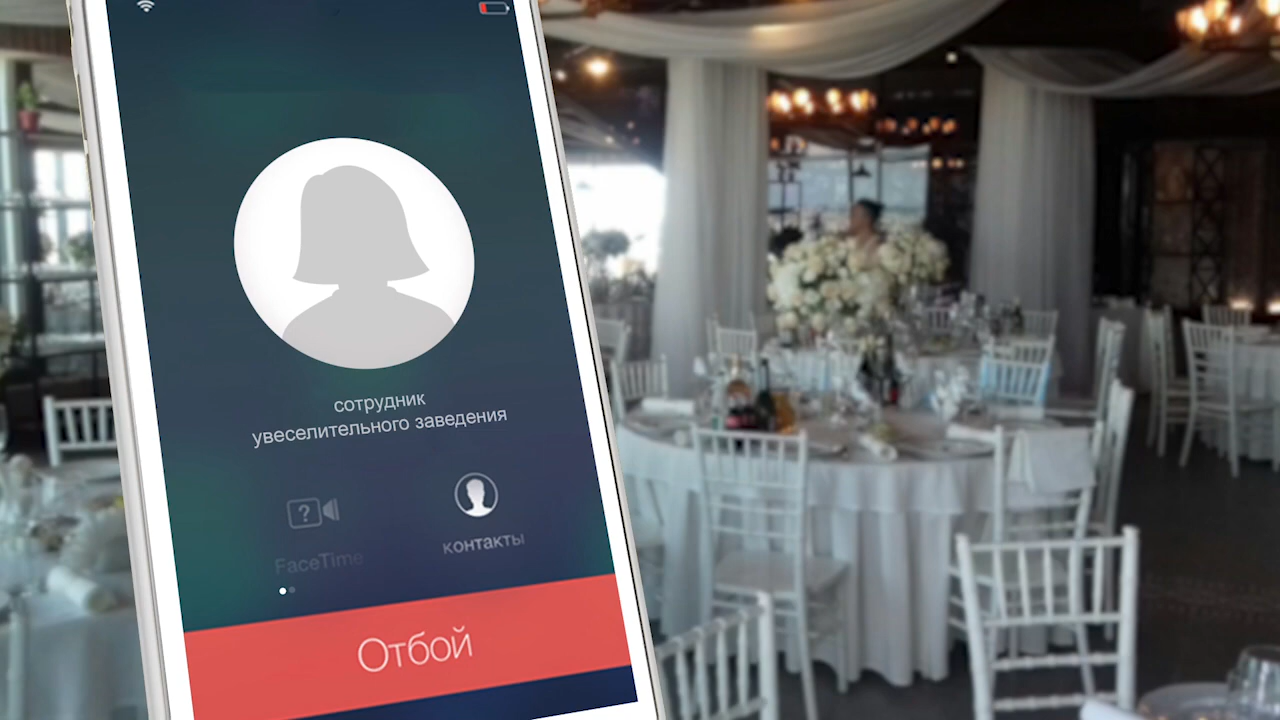 сотрудник
увеселительного заведения
?
FaceTime
контакты
Отбой